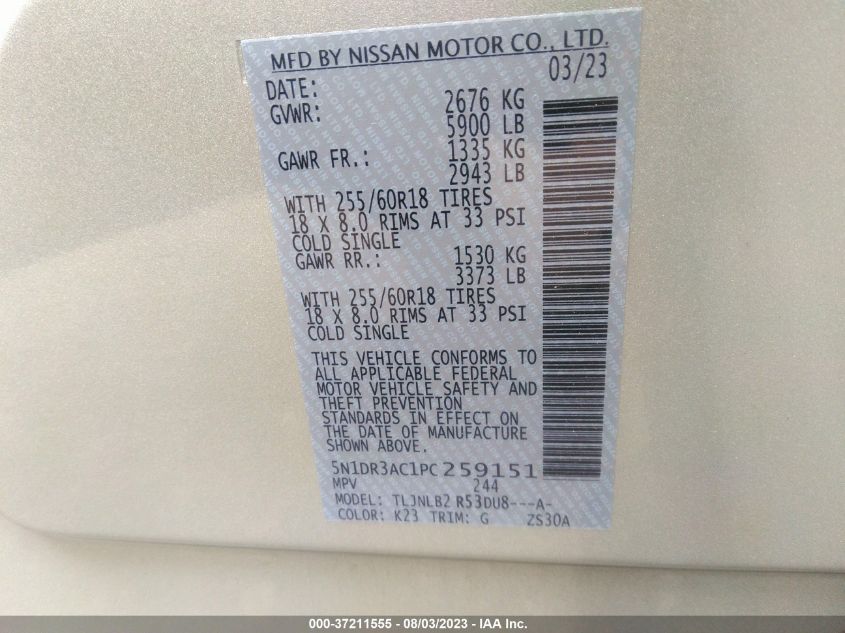 MFD BY NISSAN MOTOR CO., LTD.
DATE: 03/23
GVWR: 2676 KG
5900 LB
GAWR FR.: 1335 KG
2943 LB
WITH 255/60R18 TIRES
18 X 8.0 RIMS AT 33 PSI
COLD SINGLE
GAWR RR.: 1530 KG
3373 LB
WITH 255/60R18 TIRES
18 X 8.0 RIMS AT 33 PSI
COLD SINGLE
THIS VEHICLE CONFORMS TO
ALL APPLICABLE FEDERAL
MOTOR VEHICLE SAFETY AND
THEFT PREVENTION
STANDARDS IN EFFECT ON
THE DATE OF MANUFACTURE
SHOWN ABOVE.
5N1DR3AC1PC259151
MPV 244
MODEL: TLJNLB2 R53DU8---A-
COLOR: K23 TRIM: G ZS30A
000-37211555 - 08/03/2023 - IAA Inc.